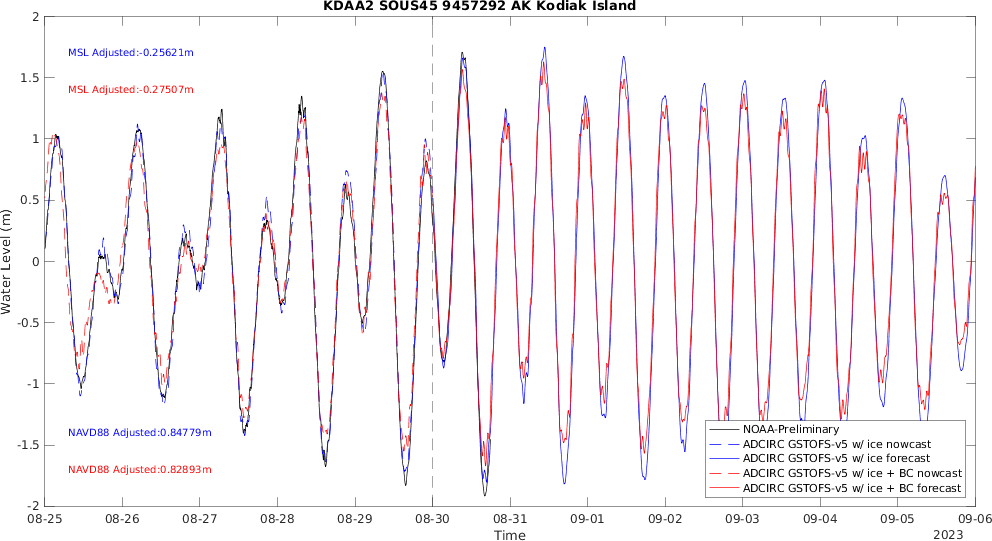 KDAA2 SOUS45 9457292 AK Kodiak Island
2
1.5
1
0.5
0
-0.5
-1
-1.5
-2
Water Level (m)
MSL Adjusted:-0.25621m
MSL Adjusted:-0.27507m
NAVD88 Adjusted:0.84779m
NAVD88 Adjusted:0.82893m
NOAA-Preliminary
ADCIRC GSTOFS-v5 w/ ice nowcast
ADCIRC GSTOFS-v5 w/ ice forecast
ADCIRC GSTOFS-v5 w/ ice + BC nowcast
ADCIRC GSTOFS-v5 w/ ice + BC forecast
08-25 08-26 08-27 08-28 08-29 08-30 08-31 09-01 09-02 09-03 09-04 09-05 09-06
Time
2023